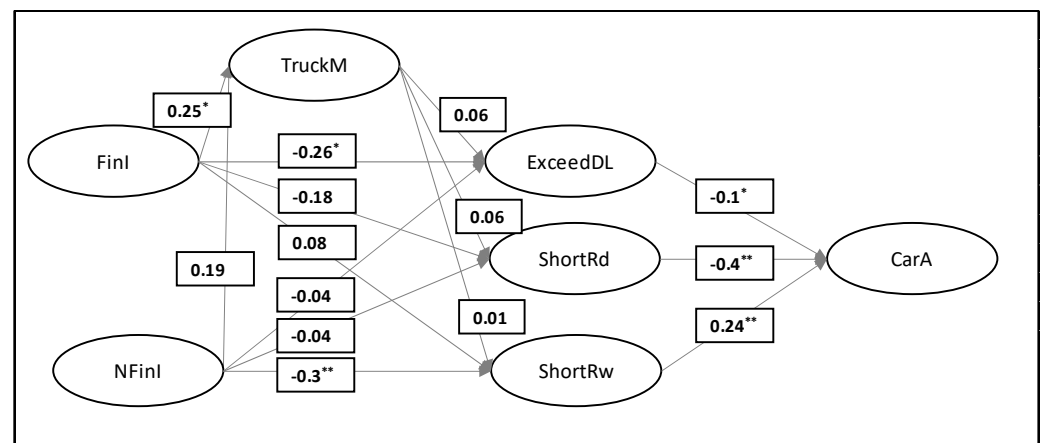 TruckM
0.25*
0.06
FinI
-0.26*
ExceedDL
-0.18
-0.1*
0.06
0.08
ShortRd
-0.4**
CarA
0.19
-0.04
0.01
0.24**
-0.04
NFinI
-0.3**
ShortRw